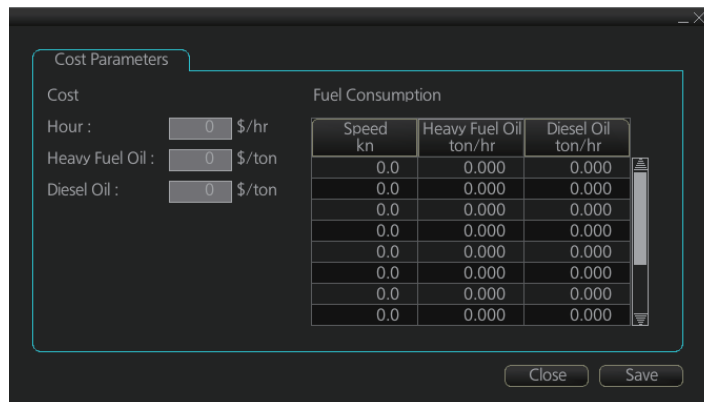 Cost Parameters
Cost
Fuel Consumption
Hour : 0 $/hr
Heavy Fuel Oil : 0 $/ton
Diesel Oil : 0 $/ton
Speed kn Heavy Fuel Oil ton/hr Diesel Oil ton/hr
0.0 0.000 0.000
0.0 0.000 0.000
0.0 0.000 0.000
0.0 0.000 0.000
0.0 0.000 0.000
0.0 0.000 0.000
0.0 0.000 0.000
0.0 0.000 0.000
Close Save